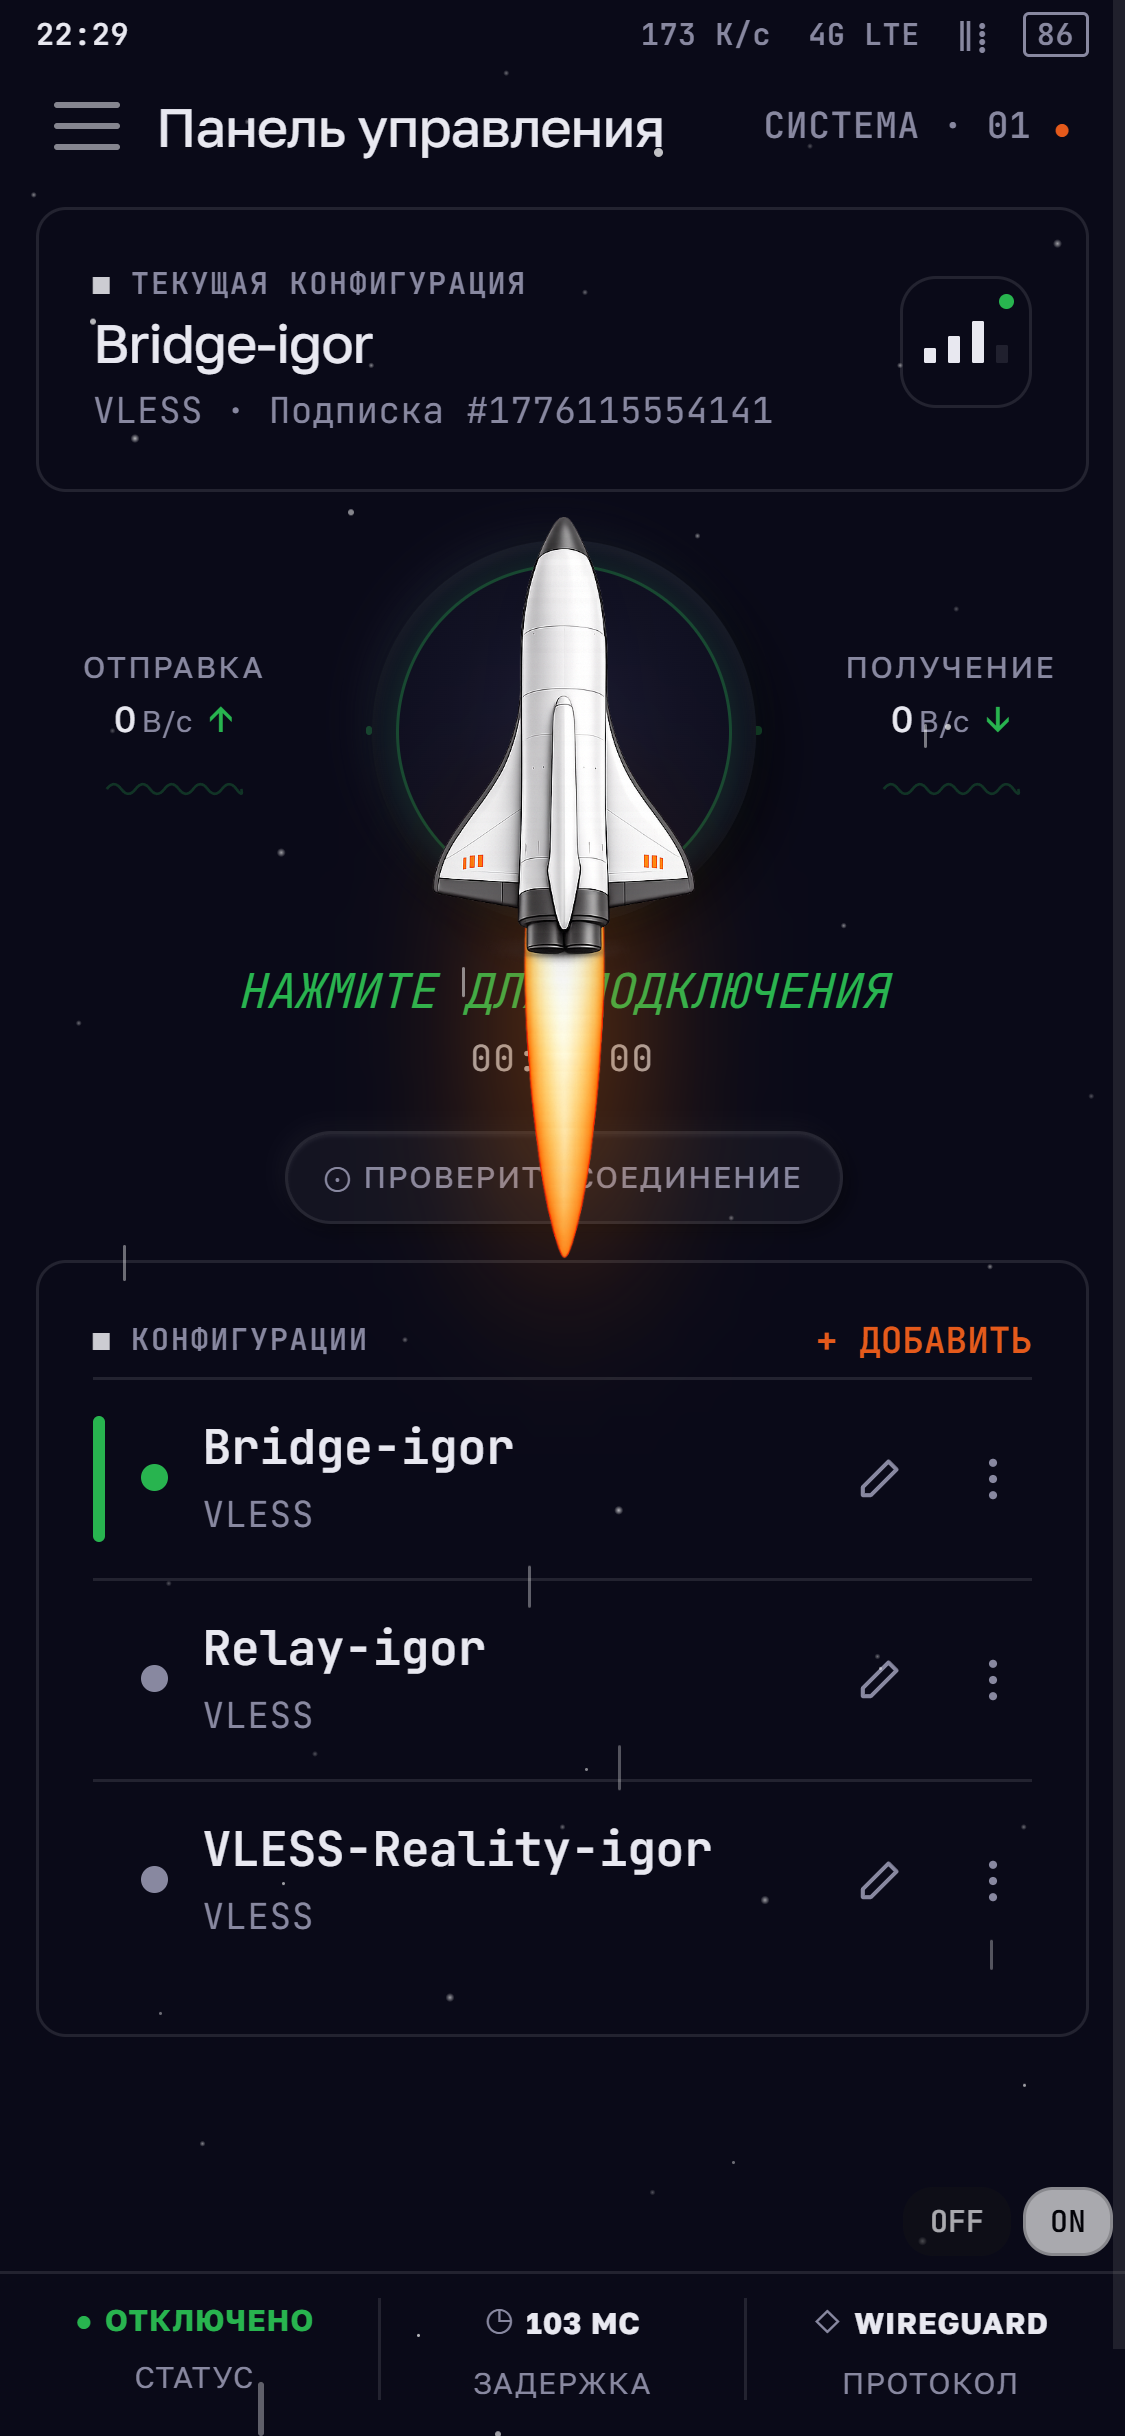 22:29 173 К/с 4G LTE 86
Панель управления СИСТЕМА · 01
ТЕКУЩАЯ КОНФИГУРАЦИЯ
Bridge-igor
VLESS · Подписка #1776115554141
ОТПРАВКА
0 B/c ↑
ПОЛУЧЕНИЕ
0 B/c ↓
НАЖМИТЕ ДЛ ОДКЛЮЧЕНИЯ
00: 00
ПРОВЕРИТ СОЕДИНЕНИЕ
КОНФИГУРАЦИИ + ДОБАВИТЬ
Bridge-igor
VLESS
Relay-igor
VLESS
VLESS-Reality-igor
VLESS
OFF ON
ОТКЛЮЧЕНО
СТАТУС
103 МС
ЗАДЕРЖКА
WIREGUARD
ПРОТОКОЛ